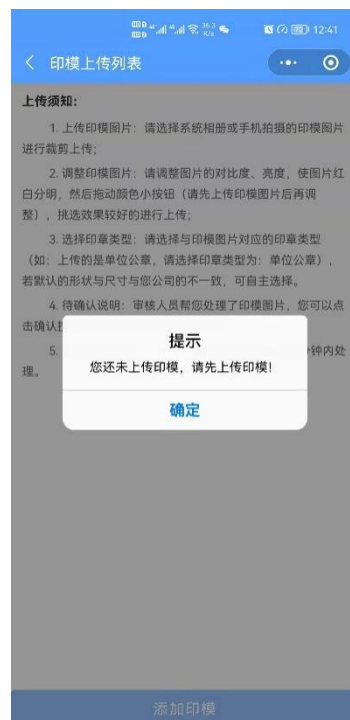 12:41
印模上传列表
上传须知：
1. 上传印模图片：请选择系统相册或手机拍摄的印模图片
进行裁剪上传；
2. 调整印模图片：请调整图片的对比度、亮度，使图片红
白分明，然后拖动颜色小按钮（请先上传印模图片后再调
整），挑选效果较好的进行上传；
3. 选择印章类型：请选择与印模图片对应的印章类型
（如：上传的是单位公章，请选择印章类型为：单位公章），
若默认的形状与尺寸与您公司的不一致，可自主选择。
4. 待确认说明：审核人员帮您处理了印模图片，您可以点
击确认
5.
钟内处
理。
提示
您还未上传印模，请先上传印模！
确定
添加印模